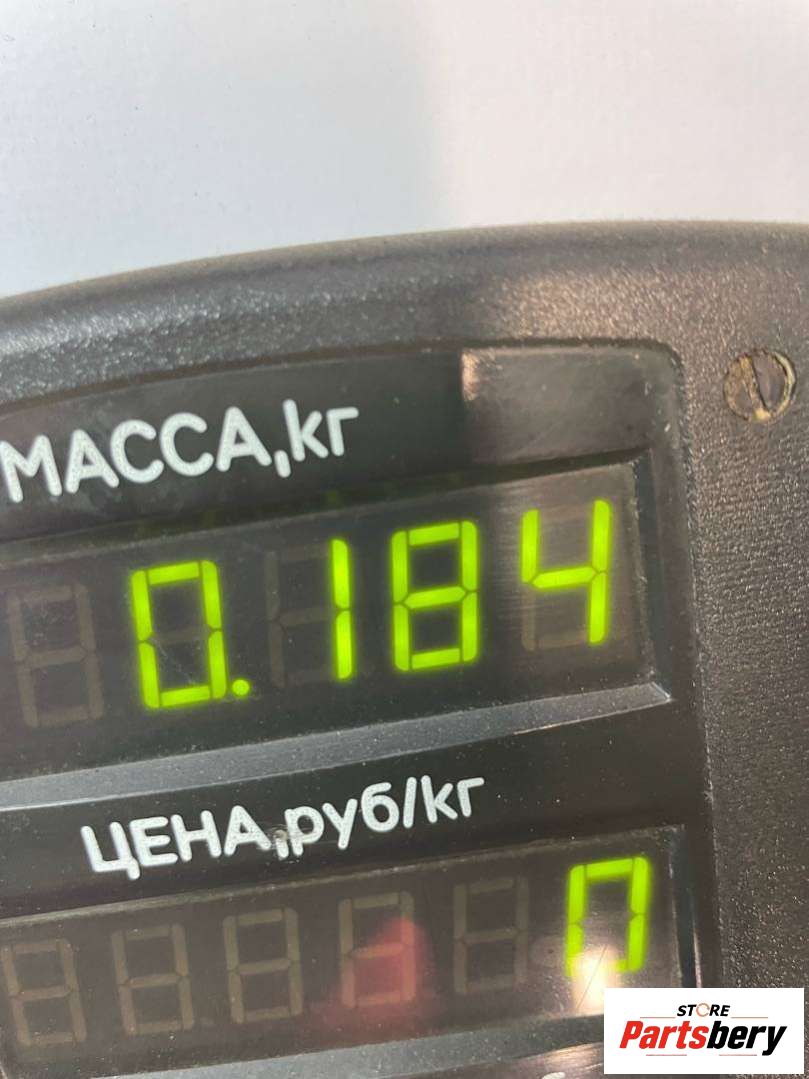 МАССА,кг
0.184
ЦЕНА,руб/кг
0
STORE
Partsbery